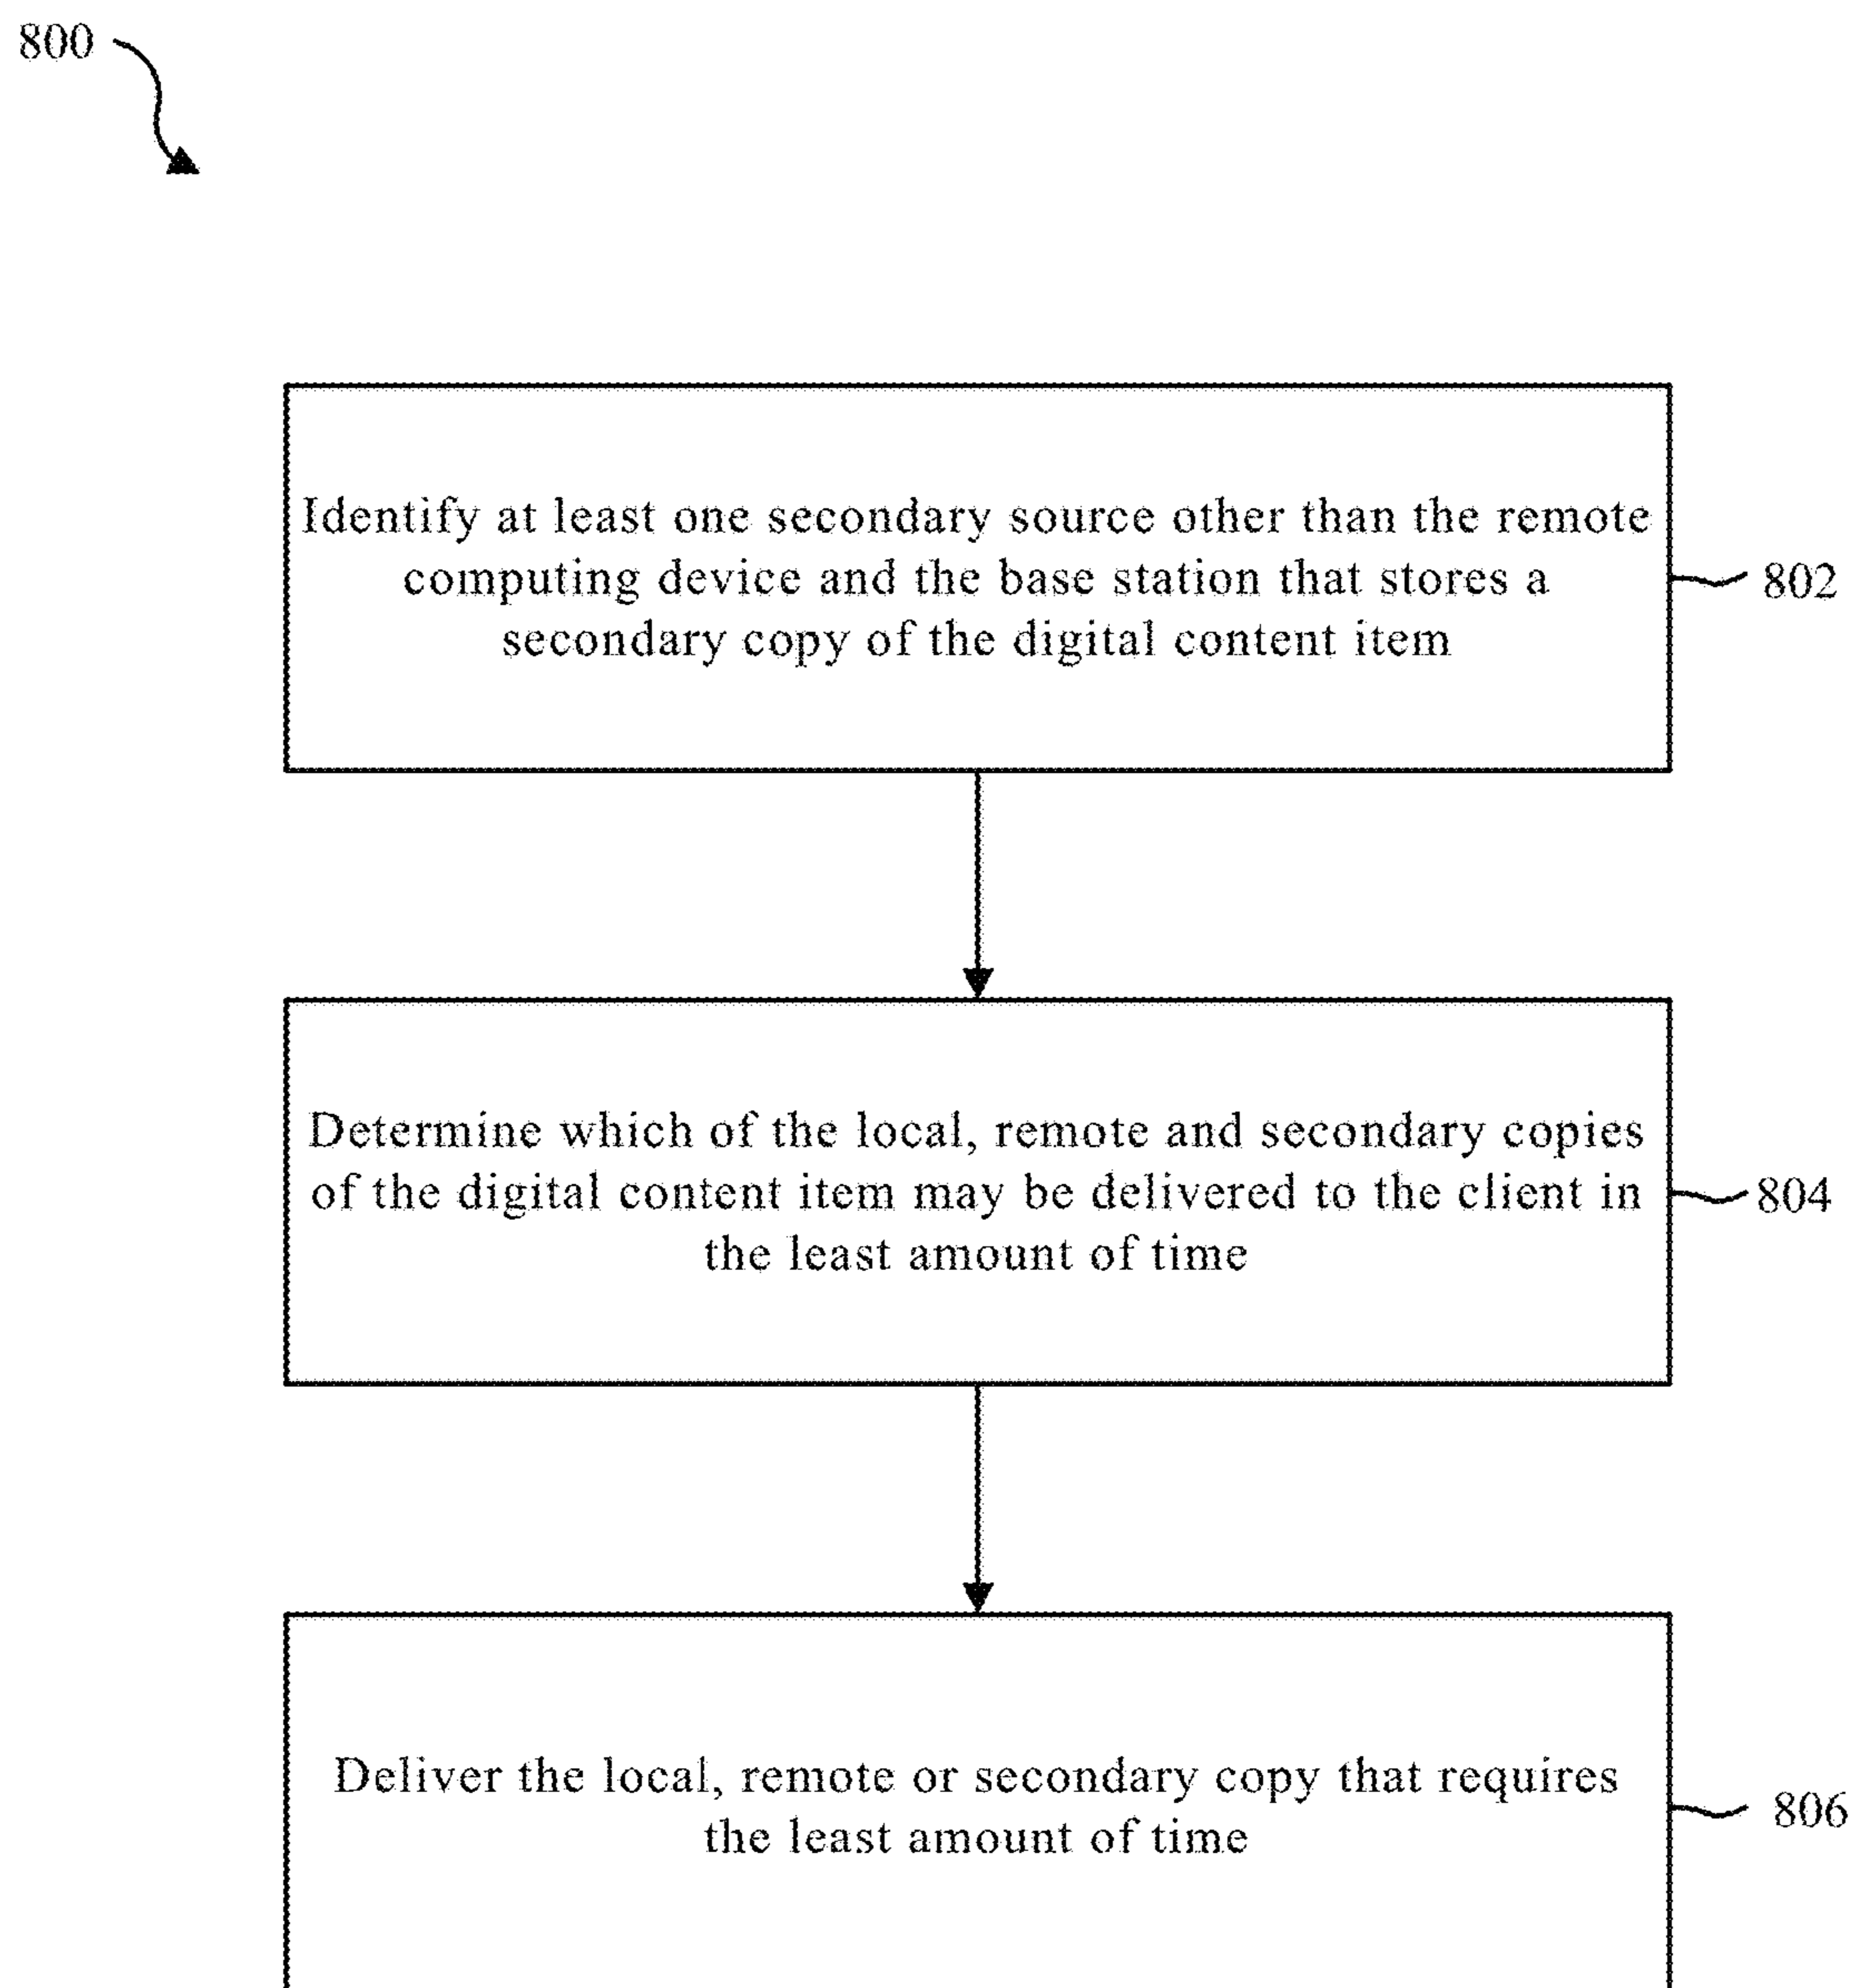 800
Identify at least one secondary source other than the remote
computing device and the base station that stores a
secondary copy of the digital content item
802
Determine which of the local, remote and secondary copies
of the digital content item may be delivered to the client in
the least amount of time
804
Deliver the local, remote or secondary copy that requires
the least amount of time
806